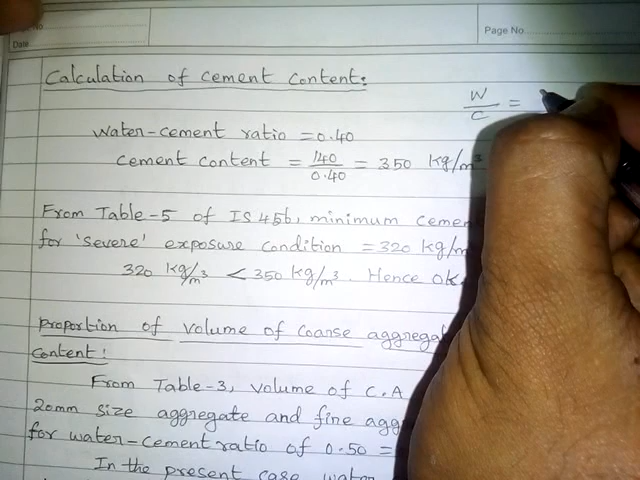 Page No
Date
Calculation of cement content:
W/C =
Water-cement ratio = 0.40
Cement content = 140/0.40 = 350 kg/m³
From Table-5 of IS 456, minimum
for 'severe' exposure condition = 320 kg/m
320 kg/m³ < 350 kg/m³. Hence OK
Proportion of volume of coarse
content:
From Table-3, volume of C.A
20mm size aggregate and fine
for water-cement ratio of 0.50 =
In the present case